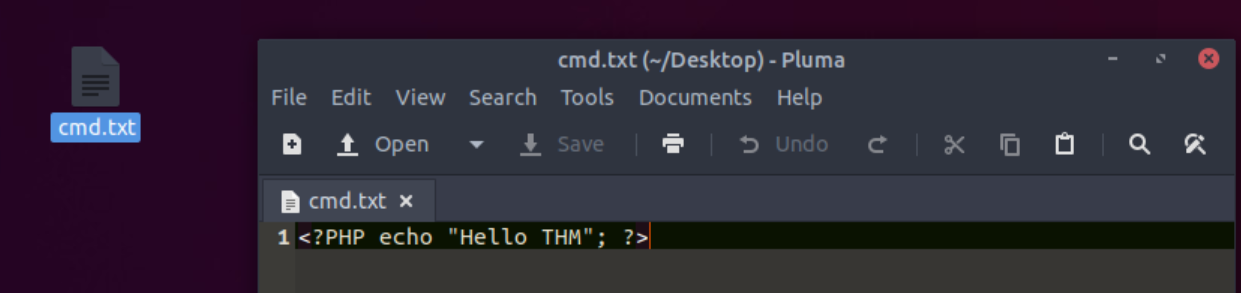 cmd.txt (~/Desktop) - Pluma
File Edit View Search Tools Documents Help
cmd.txt
Open Save Undo
cmd.txt
1 <?PHP echo "Hello THM"; ?>